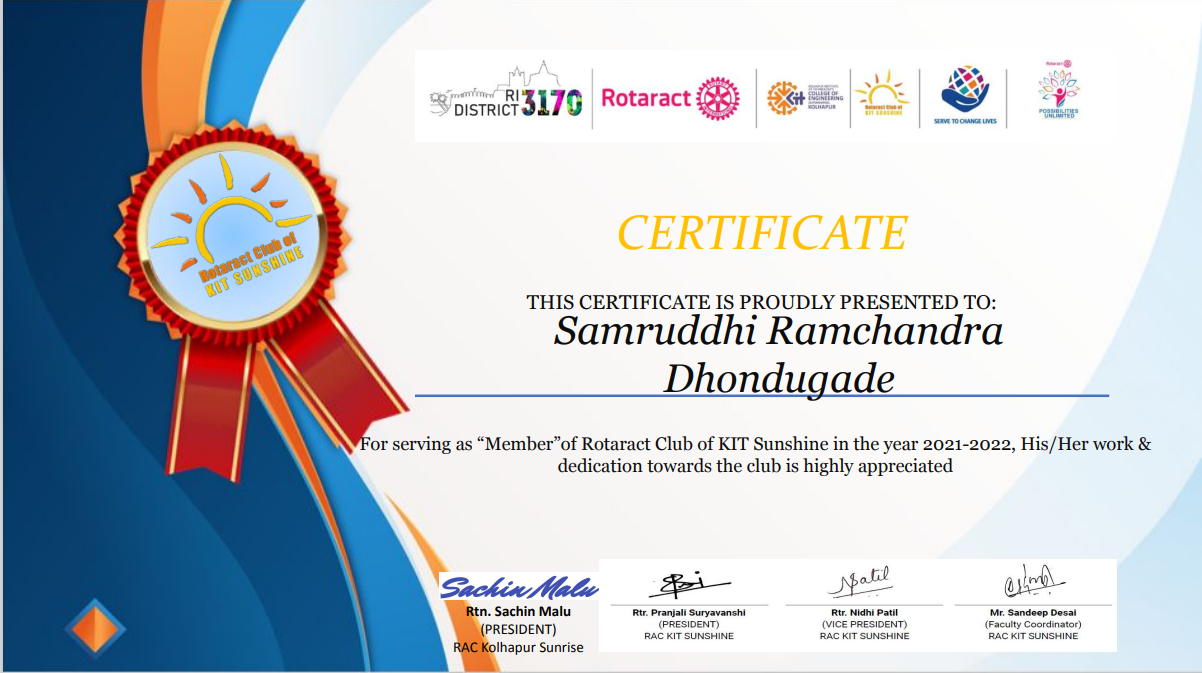 RI
DISTRICT 3170
Rotaract
KIT
COLLEGE OF
ENGINEERING
KOLHAPUR
Rotaract Club of
KIT SUNSHINE
SERVE TO CHANGE LIVES
Rotaract
POSSIBILITIES
UNLIMITED
Rotaract Club of
KIT SUNSHINE
CERTIFICATE
THIS CERTIFICATE IS PROUDLY PRESENTED TO:
Samruddhi Ramchandra
Dhondugade
For serving as “Member”of Rotaract Club of KIT Sunshine in the year 2021-2022, His/Her work &
dedication towards the club is highly appreciated
Sachin Malu
Rtn. Sachin Malu
(PRESIDENT)
RAC Kolhapur Sunrise
Rtr. Pranjali Suryavanshi
(PRESIDENT)
RAC KIT SUNSHINE
NPatil
Rtr. Nidhi Patil
(VICE PRESIDENT)
RAC KIT SUNSHINE
Mr. Sandeep Desai
(Faculty Coordinator)
RAC KIT SUNSHINE